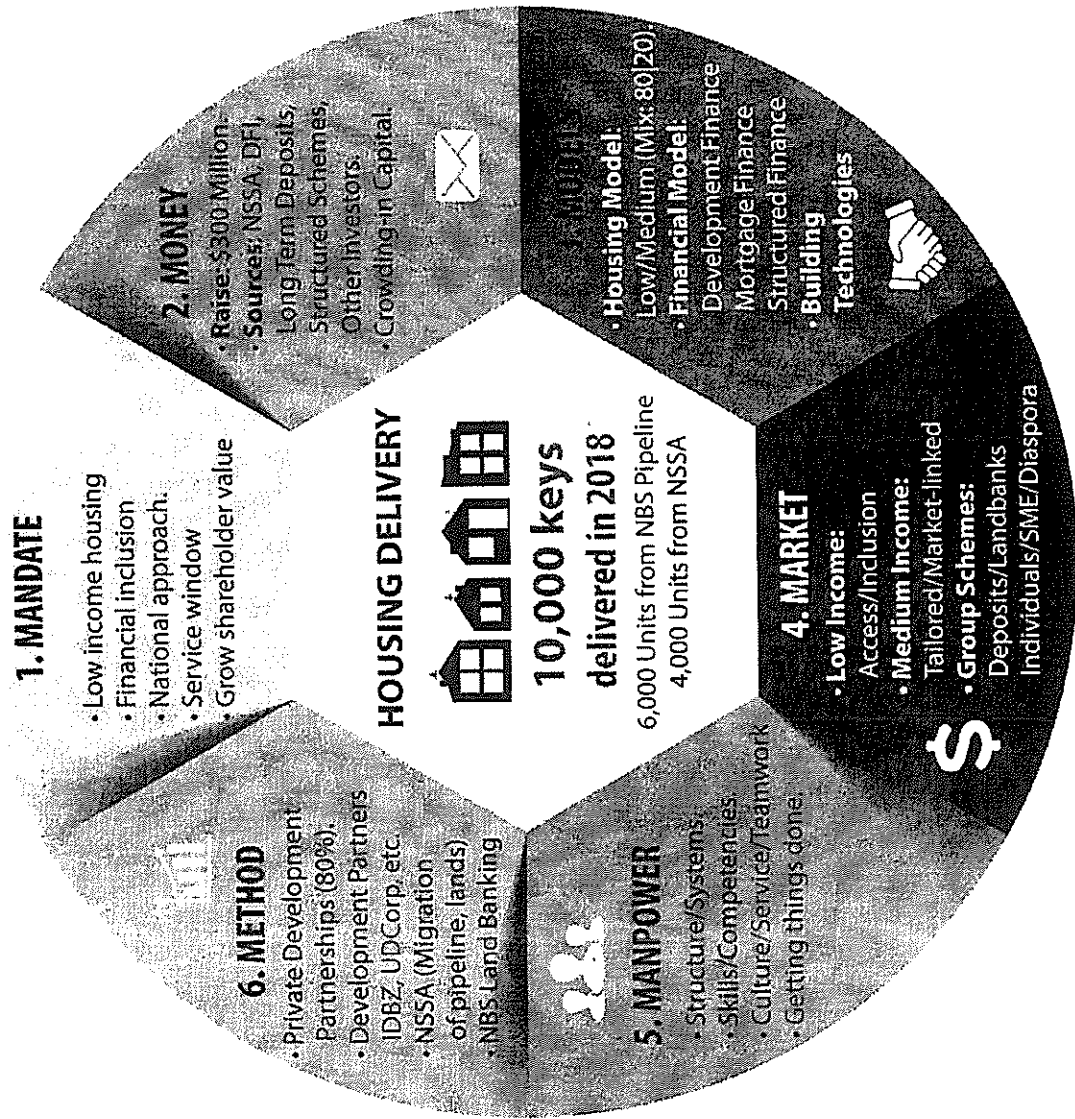 1. MANDATE
• Low income housing
• Financial inclusion
• National approach.
• Service window
• Grow shareholder value
2. MONEY
• Raise: $300 Million.
• Sources: NSSA, DFI,
Long Term Deposits,
Structured Schemes,
Other Investors.
• Crowding-in Capital.
• Housing Model:
Low/Medium (Mix: 80|20).
• Financial Model:
Development Finance
Mortgage Finance
Structured Finance
• Building
Technologies
4. MARKET
• Low Income:
Access/Inclusion
• Medium Income:
Tailored/Market-linked
• Group Schemes:
Deposits/Landbanks
Individuals/SME/Diaspora
$
5. MANPOWER
• Structure/Systems.
• Skills/Competencies.
• Culture/Service/Teamwork
• Getting things done.
6. METHOD
• Private Development
Partnerships (80%).
• Development Partners
IDBZ, UDCorp, etc.
• NSSA (Migration
of pipeline, lands)
• NBS Land Banking
HOUSING DELIVERY
10,000 keys
delivered in 2018
6,000 Units from NBS Pipeline
4,000 Units from NSSA